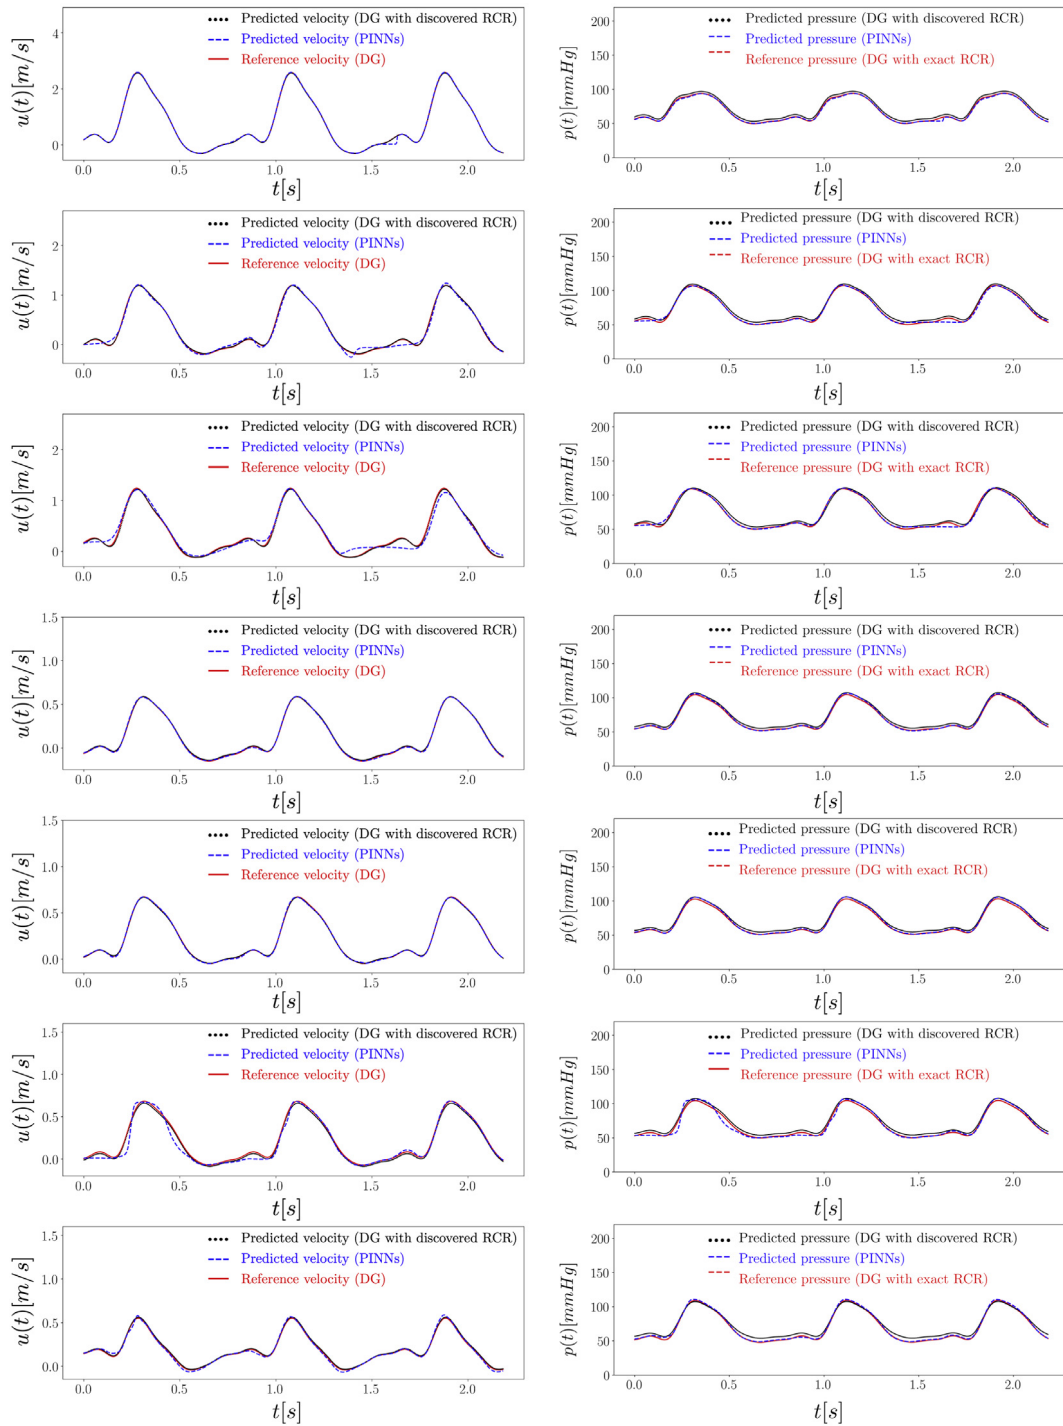 Predicted velocity (DG with discovered RCR)
Predicted velocity (PINNs)
Reference velocity (DG)
u(t)[m/s]
4
2
0
0.0 0.5 1.0 1.5 2.0
t[s]
Predicted pressure (DG with discovered RCR)
Predicted pressure (PINNs)
Reference pressure (DG with exact RCR)
p(t)[mmHg]
200
150
100
50
0
0.0 0.5 1.0 1.5 2.0
t[s]
Predicted velocity (DG with discovered RCR)
Predicted velocity (PINNs)
Reference velocity (DG)
u(t)[m/s]
2
1
0
0.0 0.5 1.0 1.5 2.0
t[s]
Predicted pressure (DG with discovered RCR)
Predicted pressure (PINNs)
Reference pressure (DG with exact RCR)
p(t)[mmHg]
200
150
100
50
0
0.0 0.5 1.0 1.5 2.0
t[s]
Predicted velocity (DG with discovered RCR)
Predicted velocity (PINNs)
Reference velocity (DG)
u(t)[m/s]
2
1
0
0.0 0.5 1.0 1.5 2.0
t[s]
Predicted pressure (DG with discovered RCR)
Predicted pressure (PINNs)
Reference pressure (DG with exact RCR)
p(t)[mmHg]
200
150
100
50
0
0.0 0.5 1.0 1.5 2.0
t[s]
Predicted velocity (DG with discovered RCR)
Predicted velocity (PINNs)
Reference velocity (DG)
u(t)[m/s]
1.5
1.0
0.5
0.0
0.0 0.5 1.0 1.5 2.0
t[s]
Predicted pressure (DG with discovered RCR)
Predicted pressure (PINNs)
Reference pressure (DG with exact RCR)
p(t)[mmHg]
200
150
100
50
0
0.0 0.5 1.0 1.5 2.0
t[s]
Predicted velocity (DG with discovered RCR)
Predicted velocity (PINNs)
Reference velocity (DG)
u(t)[m/s]
1.5
1.0
0.5
0.0
0.0 0.5 1.0 1.5 2.0
t[s]
Predicted pressure (DG with discovered RCR)
Predicted pressure (PINNs)
Reference pressure (DG with exact RCR)
p(t)[mmHg]
200
150
100
50
0
0.0 0.5 1.0 1.5 2.0
t[s]
Predicted velocity (DG with discovered RCR)
Predicted velocity (PINNs)
Reference velocity (DG)
u(t)[m/s]
1.5
1.0
0.5
0.0
0.0 0.5 1.0 1.5 2.0
t[s]
Predicted pressure (DG with discovered RCR)
Predicted pressure (PINNs)
Reference pressure (DG with exact RCR)
p(t)[mmHg]
200
150
100
50
0
0.0 0.5 1.0 1.5 2.0
t[s]
Predicted velocity (DG with discovered RCR)
Predicted velocity (PINNs)
Reference velocity (DG)
u(t)[m/s]
1.5
1.0
0.5
0.0
0.0 0.5 1.0 1.5 2.0
t[s]
Predicted pressure (DG with discovered RCR)
Predicted pressure (PINNs)
Reference pressure (DG with exact RCR)
p(t)[mmHg]
200
150
100
50
0
0.0 0.5 1.0 1.5 2.0
t[s]